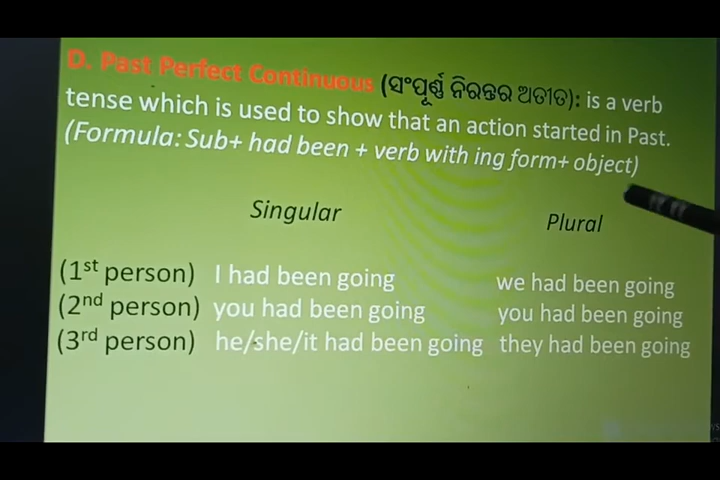 D. Past Perfect Continuous (ସଂପୂର୍ଣ୍ଣ ନିରନ୍ତର ଅତୀତ): is a verb
tense which is used to show that an action started in Past.
(Formula: Sub+ had been + verb with ing form+ object)
Singular Plural
(1st person) I had been going we had been going
(2nd person) you had been going you had been going
(3rd person) he/she/it had been going they had been going